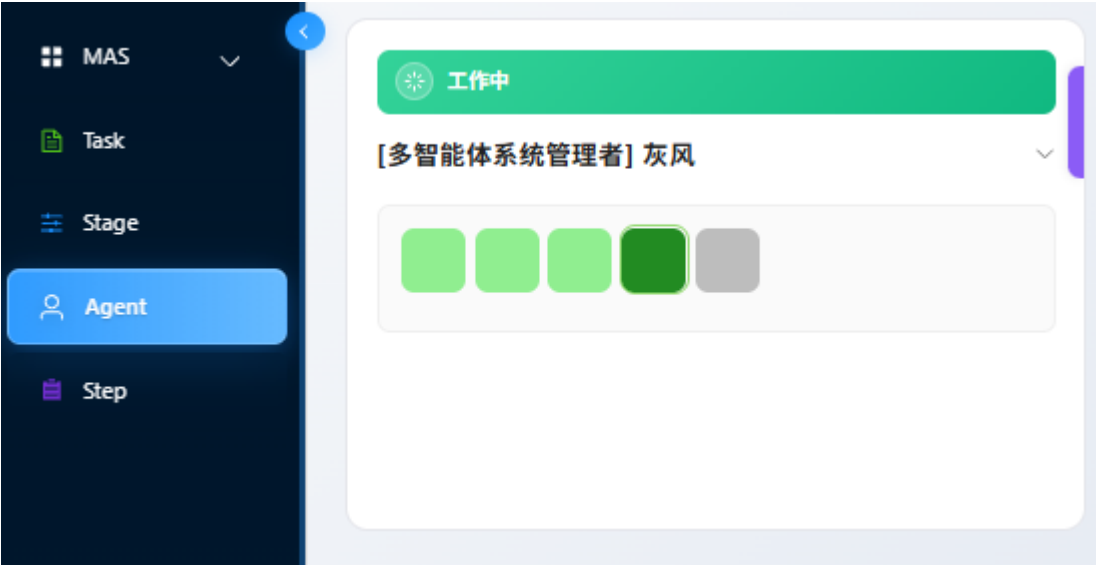 MAS
Task
Stage
Agent
Step
工作中
[多智能体系统管理者] 灰风